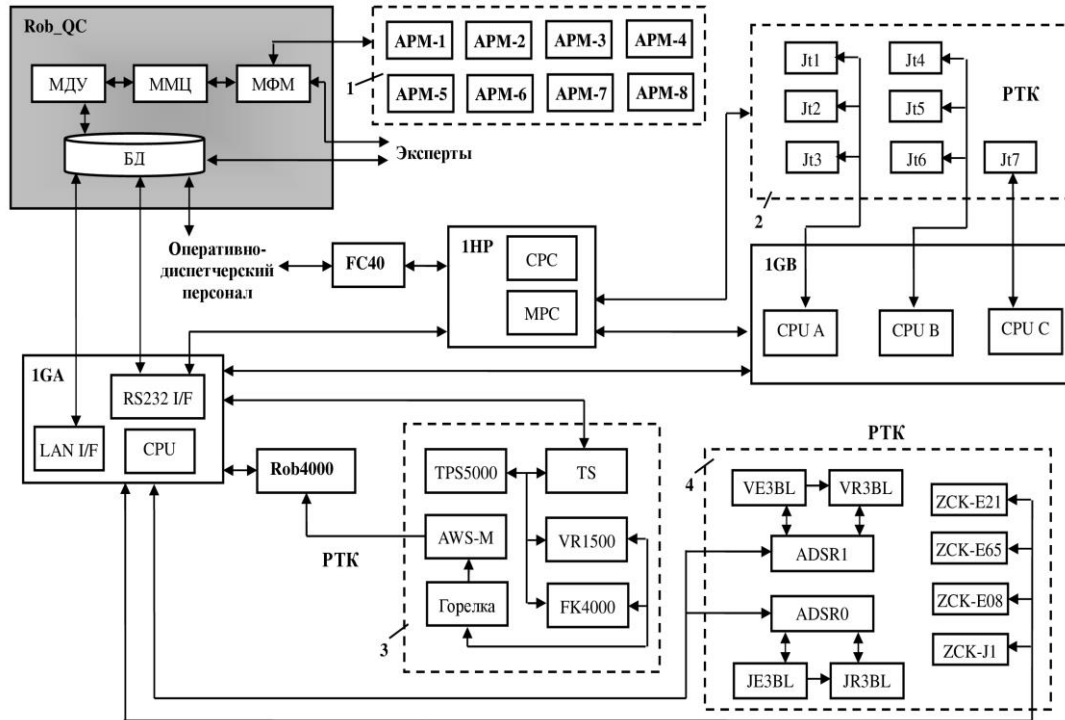 Rob_QC
МДУ
ММЦ
МФМ
БД
АРМ-1
АРМ-2
АРМ-3
АРМ-4
1
АРМ-5
АРМ-6
АРМ-7
АРМ-8
Эксперты
Jt1
Jt4
РТК
Jt2
Jt5
Jt3
Jt6
Jt7
2
Оперативно-
диспетчерский
персонал
FC40
1HP
CPC
MPC
1GB
CPU A
CPU B
CPU C
1GA
RS232 I/F
LAN I/F
CPU
Rob4000
РТК
TPS5000
TS
AWS-M
VR1500
Горелка
FK4000
3
РТК
4
VE3BL
VR3BL
ADSR1
ADSR0
JE3BL
JR3BL
ZCK-E21
ZCK-E65
ZCK-E08
ZCK-J1